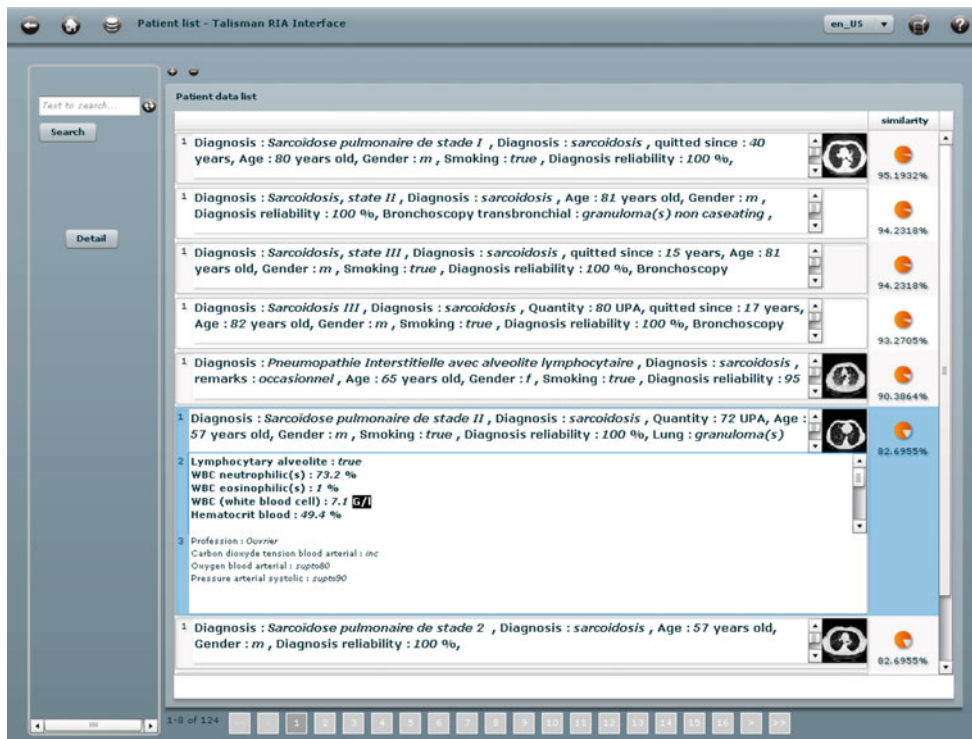 Patient list - Talisman RIA Interface
en_US
Text to search...
Search
Detail
Patient data list
similarity
1 Diagnosis : Sarcoïdose pulmonaire de stade I , Diagnosis : sarcoidosis , quitted since : 40
years, Age : 80 years old, Gender : m , Smoking : true , Diagnosis reliability : 100 %,
95.1932%
1 Diagnosis : Sarcoidosis, state II , Diagnosis : sarcoidosis , Age : 81 years old, Gender : m ,
Diagnosis reliability : 100 %, Bronchoscopy transbronchial : granuloma(s) non caseating ,
94.2318%
1 Diagnosis : Sarcoidosis, state III , Diagnosis : sarcoidosis , quitted since : 15 years, Age : 81
years old, Gender : m , Smoking : true , Diagnosis reliability : 100 %, Bronchoscopy
94.2318%
1 Diagnosis : Sarcoidosis III , Diagnosis : sarcoidosis , Quantity : 80 UPA, quitted since : 17 years,
Age : 82 years old, Gender : m , Smoking : true , Diagnosis reliability : 100 %, Bronchoscopy
93.2705%
1 Diagnosis : Pneumopathie Interstitielle avec alveolite lymphocytaire , Diagnosis : sarcoidosis ,
remarks : occasionnel , Age : 65 years old, Gender : f , Smoking : true , Diagnosis reliability : 95
90.3864%
1 Diagnosis : Sarcoïdose pulmonaire de stade II , Diagnosis : sarcoidosis , Quantity : 72 UPA, Age :
57 years old, Gender : m , Smoking : true , Diagnosis reliability : 100 %, Lung : granuloma(s)
82.6955%
2 Lymphocytary alveolite : true
WBC neutrophilic(s) : 73.2 %
WBC eosinophilic(s) : 1 %
WBC (white blood cell) : 7.1 G/l
Hematocrit blood : 49.4 %
3 Profession : Ouvrier
Carbon dioxyde tension blood arterial : inc
Oxygen blood arterial : supto80
Pressure arterial systolic : supto90
1 Diagnosis : Sarcoïdose pulmonaire de stade 2 , Diagnosis : sarcoidosis , Age : 57 years old,
Gender : m , Diagnosis reliability : 100 %,
82.6955%
1-8 of 124 << < 1 2 3 4 5 6 7 8 9 10 11 12 13 14 15 16 > >>